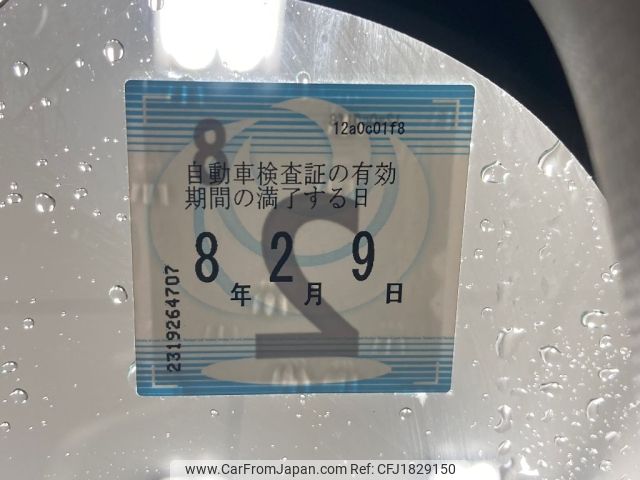 12a0c01f8
自動車検査証の有効
期間の満了する日
8年2月9日
2319264707
www.CarFromJapan.com | REF:CJ1829150